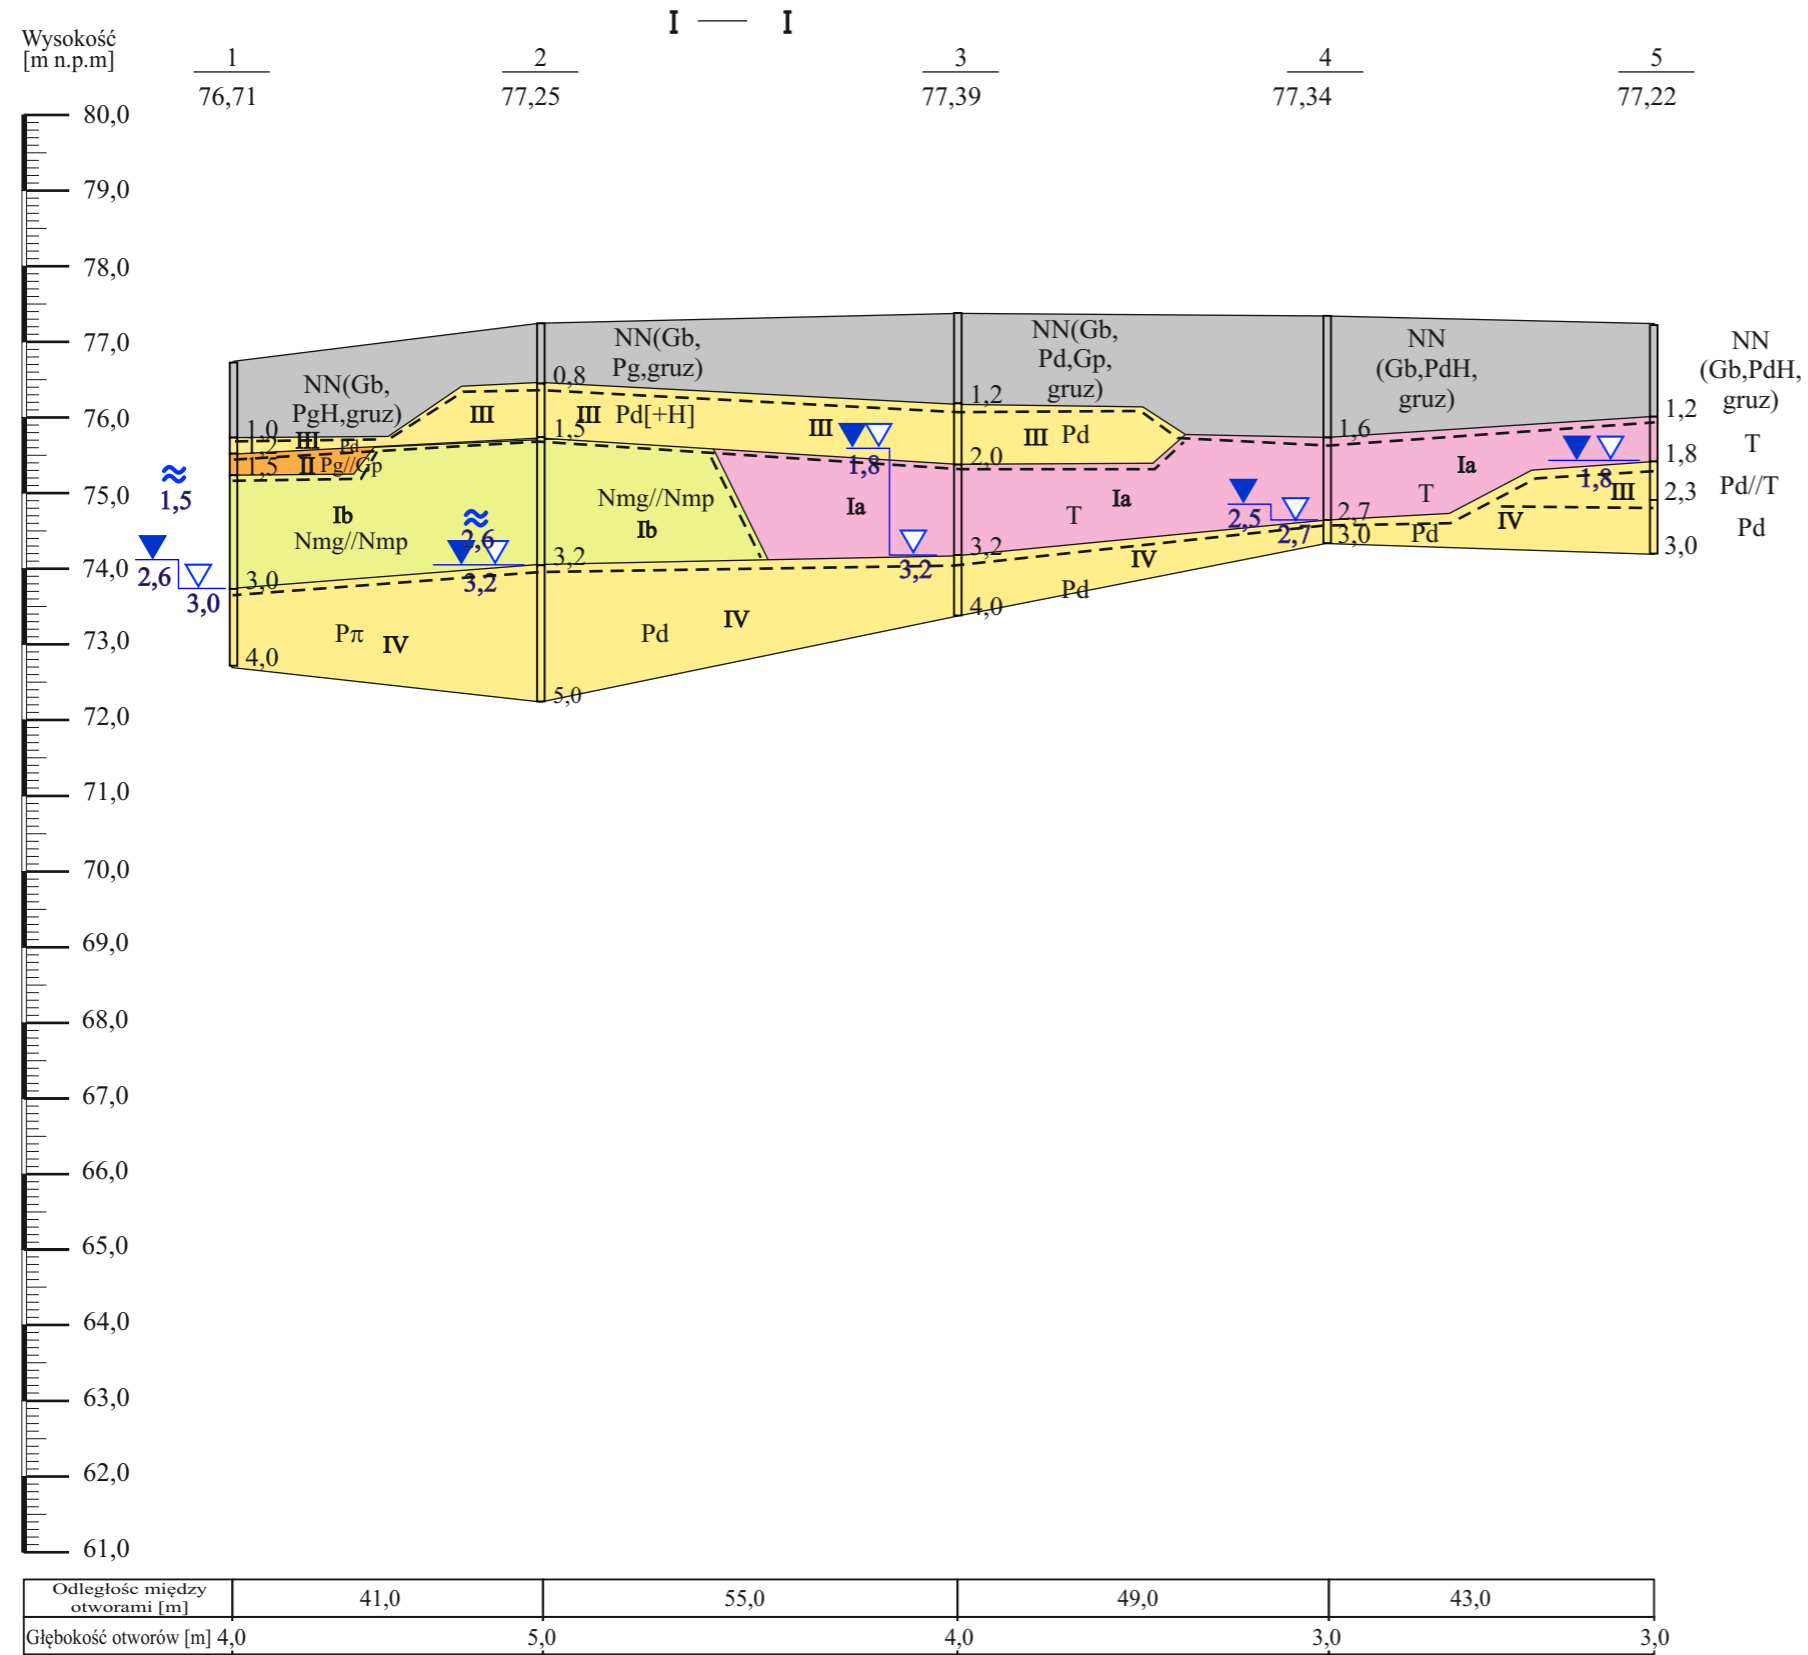 I — I
Wysokość
[m n.p.m]
1 2 3 4 5
76,71 77,25 77,39 77,34 77,22
80,0
79,0
78,0
77,0
76,0
75,0
74,0
73,0
72,0
71,0
70,0
69,0
68,0
67,0
66,0
65,0
64,0
63,0
62,0
61,0
NN(Gb,
PgH,gruz)
1,0
III Pd
1,2
II Pg//Gp
1,5
≈
1,5
Ib
Nmg//Nmp
2,6
3,0
3,0
Pπ IV
4,0
NN(Gb,
Pg,gruz)
0,8
III
III Pd[+H]
III
1,5
Nmg//Nmp
Ib
≈
2,6
3,2
3,2
Pd IV
5,0
NN(Gb,
Pd,Gp,
gruz)
1,2
III Pd
1,8
2,0
Ia
Ia
T
3,2
3,2
IV
Pd
4,0
NN
(Gb,PdH,
gruz)
1,6
Ia
T
2,5
2,7
2,7
3,0
Pd
IV
NN
(Gb,PdH,
gruz)
1,2
T
1,8
1,8
III
2,3
Pd//T
Pd
3,0
Odległośc między
otworami [m]
41,0 55,0 49,0 43,0
Głębokość otworów [m] 4,0 5,0 4,0 3,0 3,0